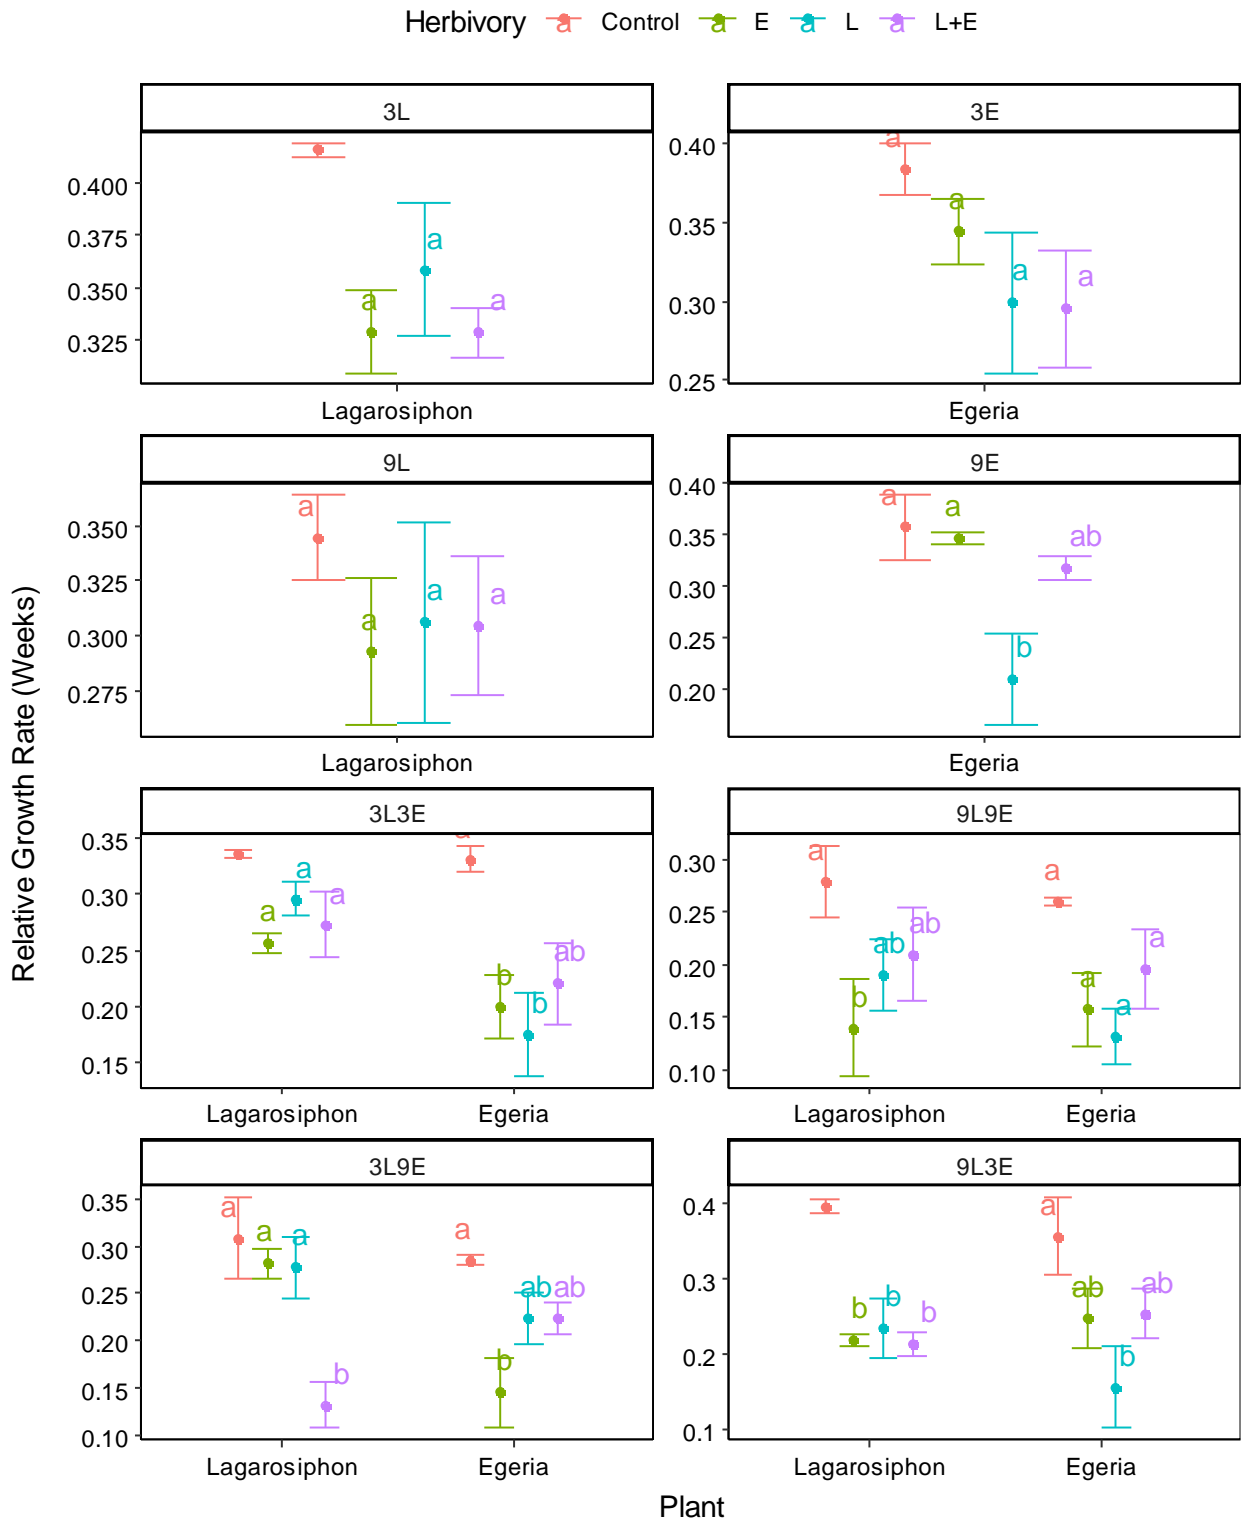 Herbivory a Control a E a L a L+E
3L
0.400
0.375
0.350
0.325
a
a
a
Lagarosiphon
3E
0.40
0.35
0.30
0.25
a
a
a
a
Egeria
9L
0.350
0.325
0.300
0.275
a
a
a
a
Lagarosiphon
9E
0.40
0.35
0.30
0.25
0.20
a
a
b
ab
Egeria
Relative Growth Rate (Weeks)
3L3E
0.35
0.30
0.25
0.20
0.15
a
a
a
a
b
b
ab
Lagarosiphon Egeria
9L9E
0.30
0.25
0.20
0.15
0.10
a
b
ab
ab
a
a
a
a
Lagarosiphon Egeria
3L9E
0.35
0.30
0.25
0.20
0.15
0.10
a
a
a
b
a
b
ab
ab
Lagarosiphon Egeria
9L3E
0.4
0.3
0.2
0.1
b
b
b
a
ab
b
ab
Lagarosiphon Egeria
Plant